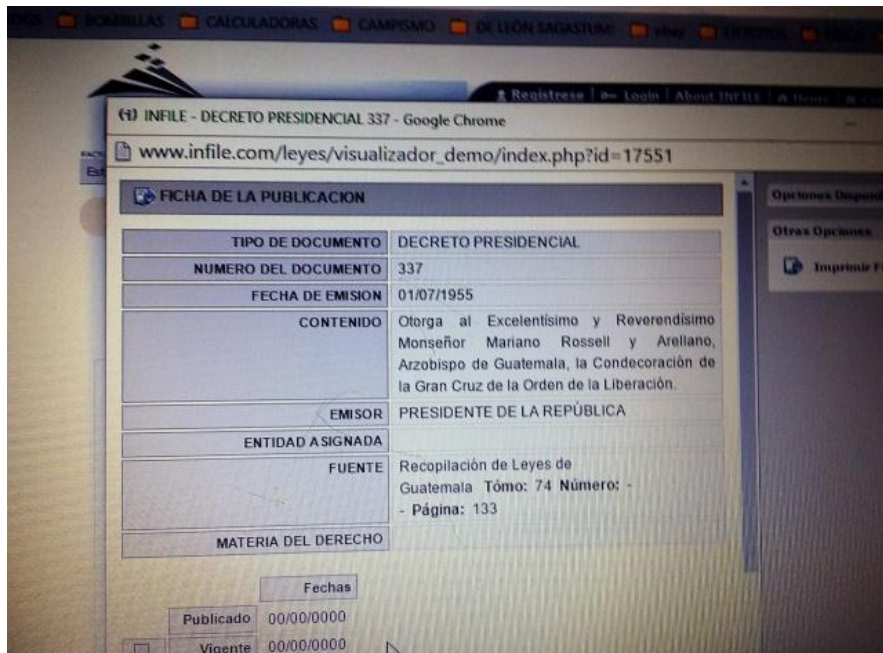 BOMBILLAS CALCULADORAS CAMPISMO DE LEÓN SAGASTUME ebay
Registrese Login About INFILE
INFILE - DECRETO PRESIDENCIAL 337 - Google Chrome
www.infile.com/leyes/visualizador_demo/index.php?id=17551
FICHA DE LA PUBLICACION
Otras Opciones
Imprimir
TIPO DE DOCUMENTO DECRETO PRESIDENCIAL
NUMERO DEL DOCUMENTO 337
FECHA DE EMISION 01/07/1955
CONTENIDO Otorga al Excelentísimo y Reverendísimo
Monseñor Mariano Rossell y Arellano,
Arzobispo de Guatemala, la Condecoración de
la Gran Cruz de la Orden de la Liberación.
EMISOR PRESIDENTE DE LA REPÚBLICA
ENTIDAD ASIGNADA
FUENTE Recopilación de Leyes de
Guatemala Tómo: 74 Número: -
- Página: 133
MATERIA DEL DERECHO
Fechas
Publicado 00/00/0000
Vigente 00/00/0000